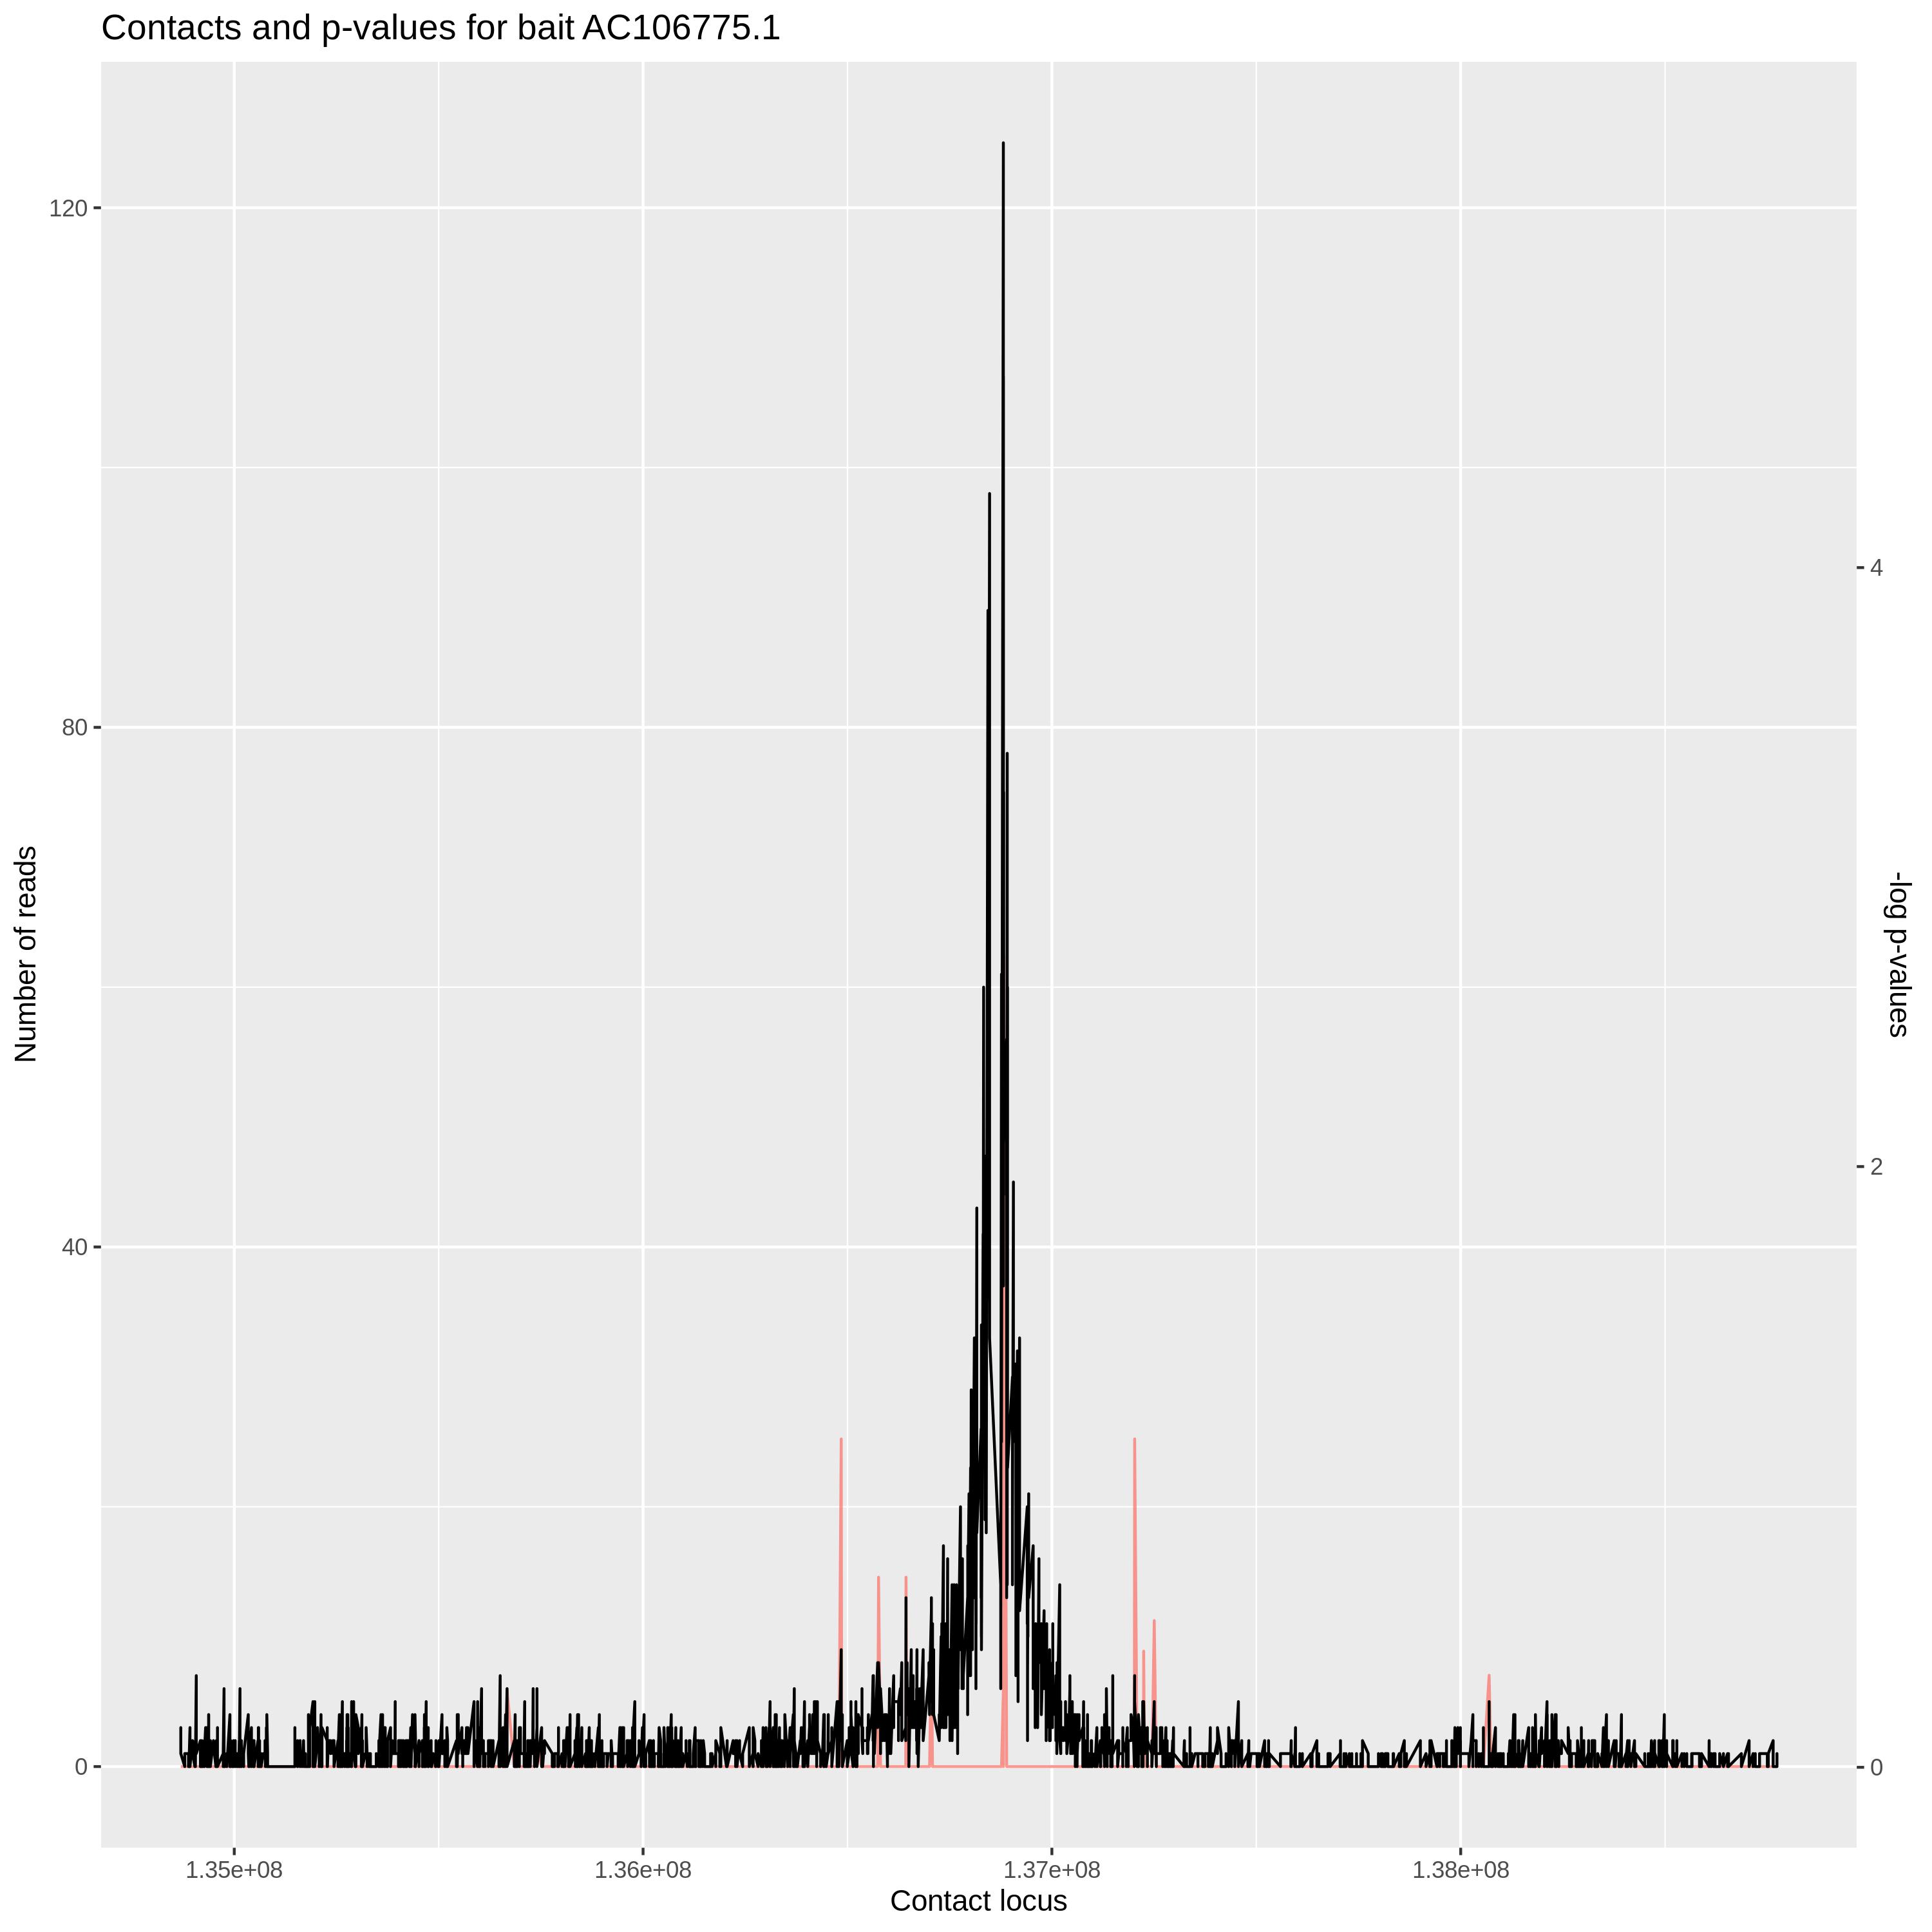 Contacts and p-values for bait AC106775.1
120
80
40
0
Number of reads
4
2
0
-log p-values
1.35e+08
1.36e+08
1.37e+08
1.38e+08
Contact locus